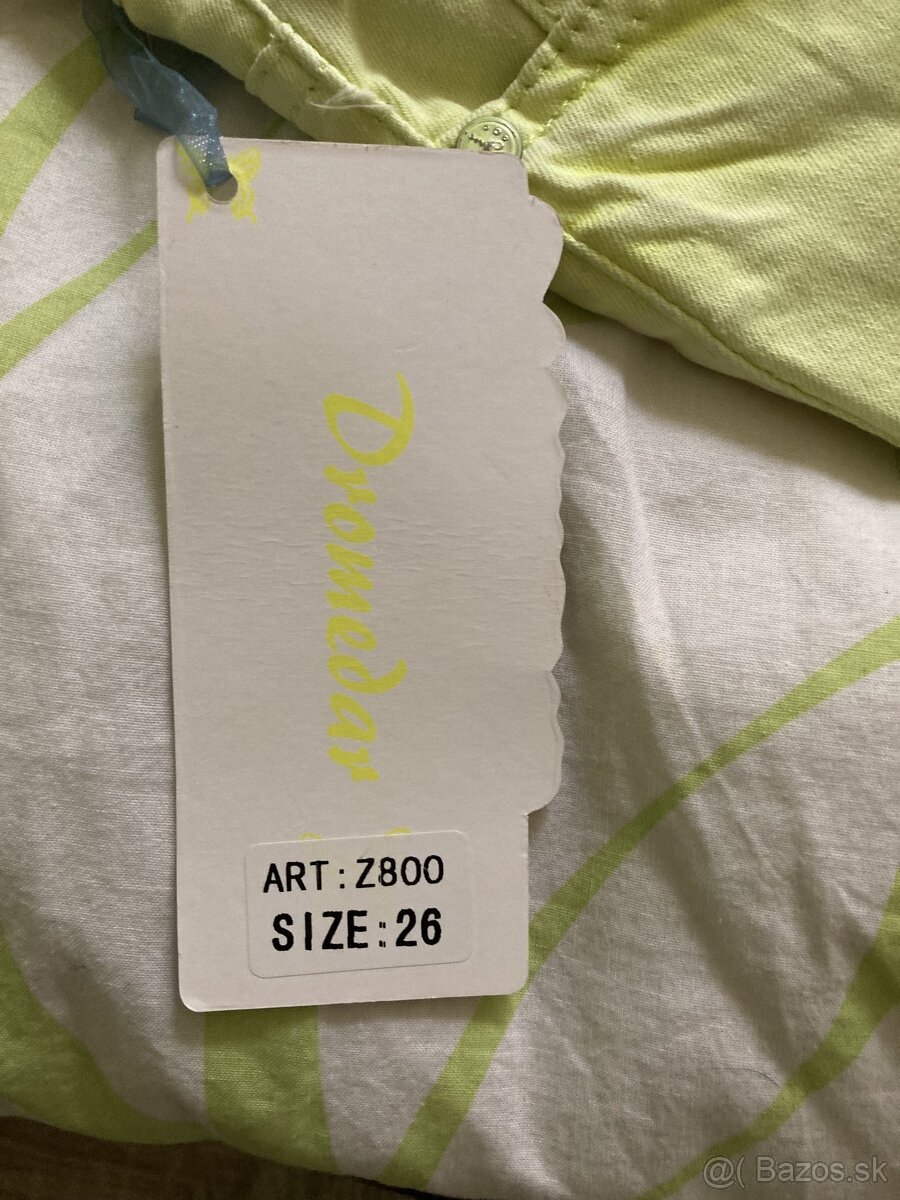 Dromedar
ART:Z800
SIZE:26
@( Bazos.sk